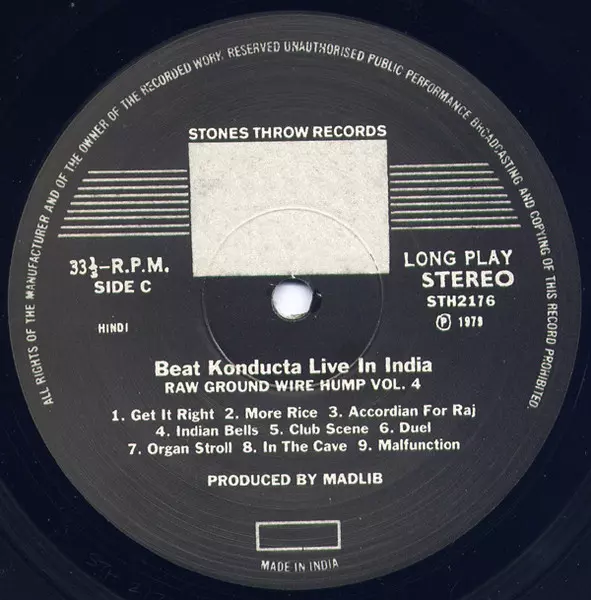 ALL RIGHTS OF THE MANUFACTURER AND OF THE OWNER OF THE RECORDED WORK RESERVED UNAUTHORISED PUBLIC PERFORMANCE BROADCASTING AND COPYING OF THIS RECORD PROHIBITED.
STONES THROW RECORDS
33⅓-R.P.M.
SIDE C
LONG PLAY
STEREO
STH2176
Ⓟ 1979
HINDI
Beat Konducta Live In India
RAW GROUND WIRE HUMP VOL. 4
1. Get It Right 2. More Rice 3. Accordian For Raj
4. Indian Bells 5. Club Scene 6. Duel
7. Organ Stroll 8. In The Cave 9. Malfunction
PRODUCED BY MADLIB
MADE IN INDIA